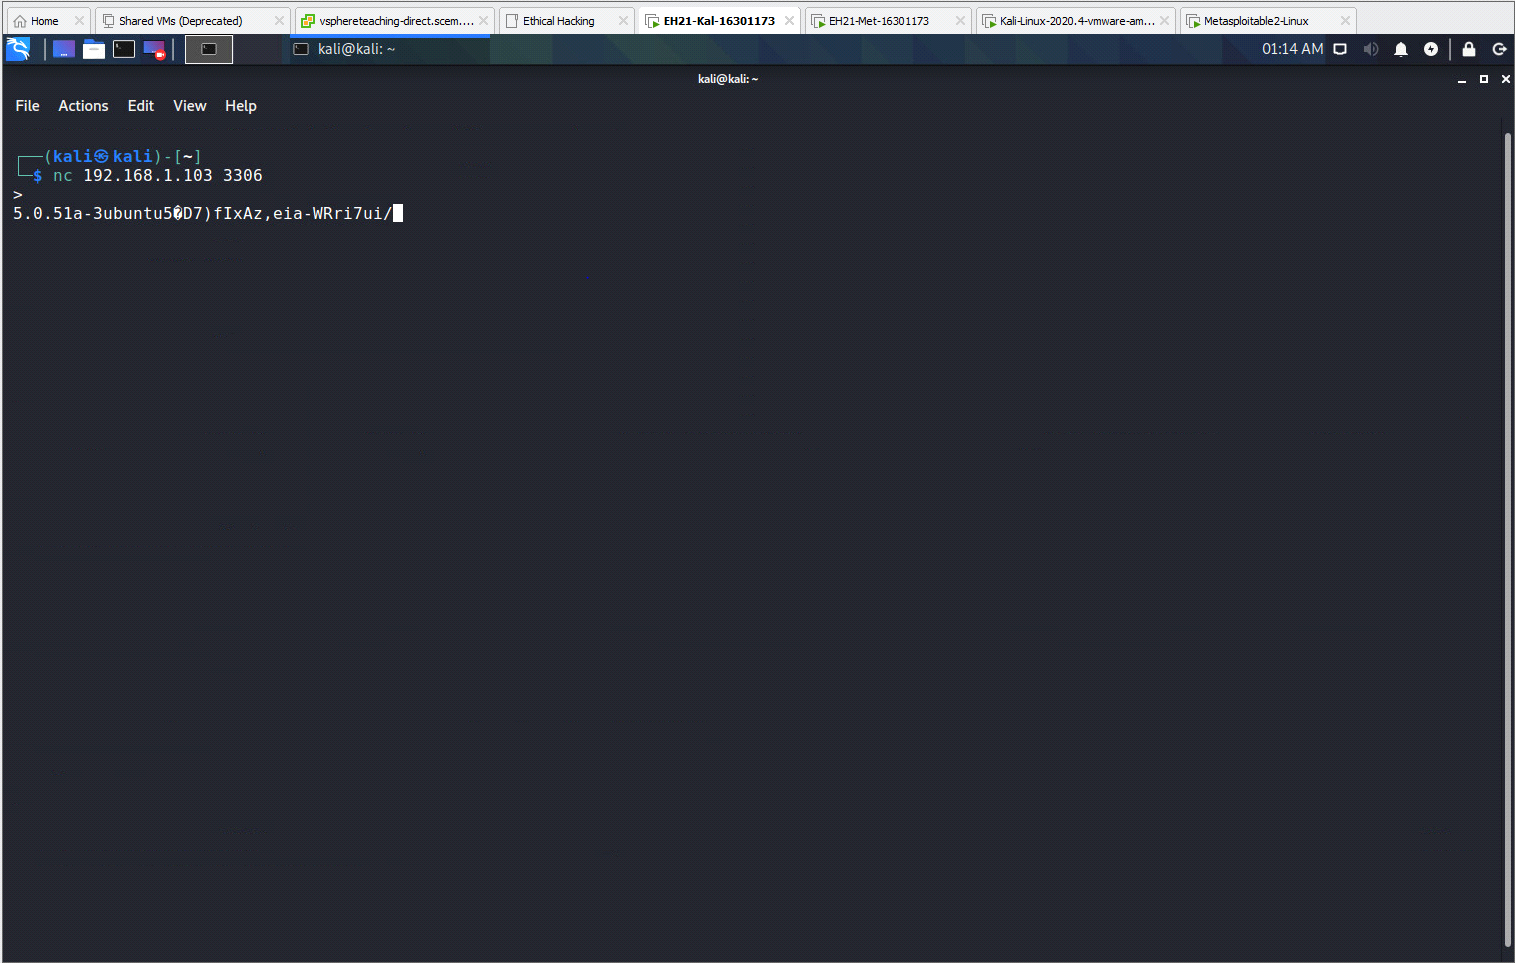 Home
Shared VMs (Deprecated)
vsphereteaching-direct.scem....
Ethical Hacking
EH21-Kal-16301173
EH21-Met-16301173
Kali-Linux-2020.4-vmware-am...
Metasploitable2-Linux
kali@kali: ~
01:14 AM
kali@kali: ~
File Actions Edit View Help
(kali㉿kali)-[~]
$ nc 192.168.1.103 3306
>
5.0.51a-3ubuntu5�D7)fIxAz,eia-WRri7ui/